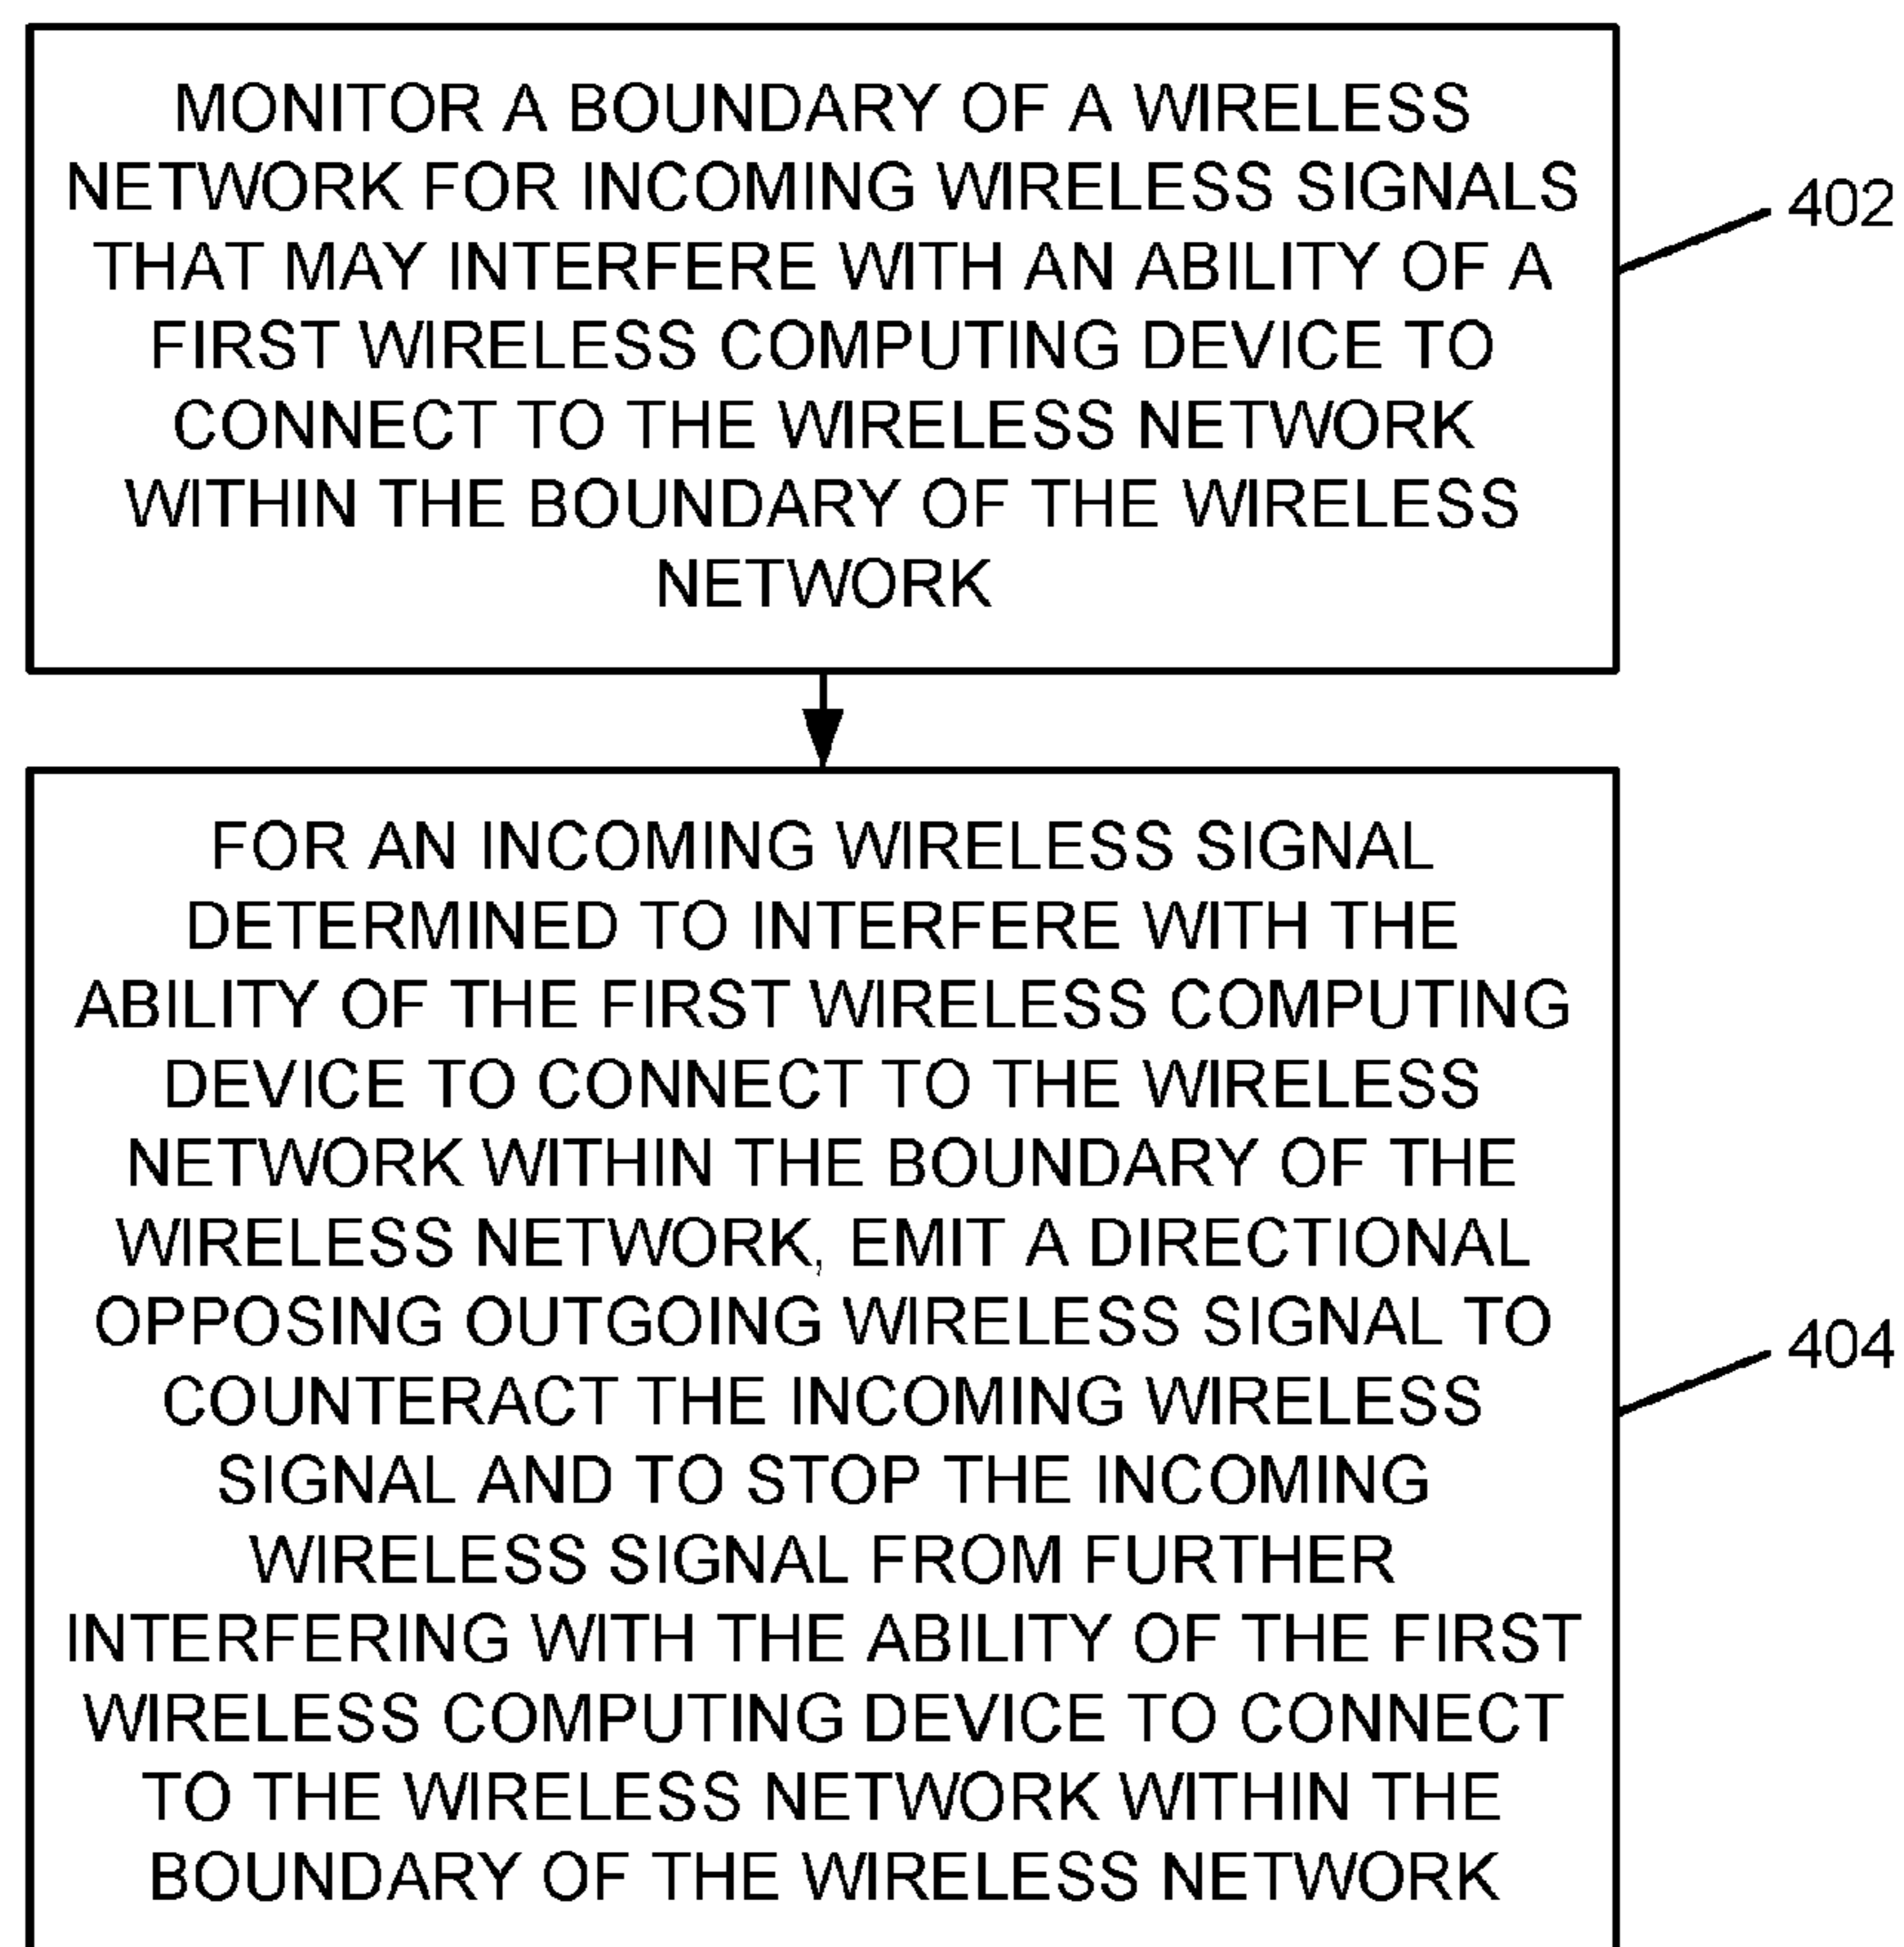 MONITOR A BOUNDARY OF A WIRELESS
NETWORK FOR INCOMING WIRELESS SIGNALS
THAT MAY INTERFERE WITH AN ABILITY OF A
FIRST WIRELESS COMPUTING DEVICE TO
CONNECT TO THE WIRELESS NETWORK
WITHIN THE BOUNDARY OF THE WIRELESS
NETWORK
402
FOR AN INCOMING WIRELESS SIGNAL
DETERMINED TO INTERFERE WITH THE
ABILITY OF THE FIRST WIRELESS COMPUTING
DEVICE TO CONNECT TO THE WIRELESS
NETWORK WITHIN THE BOUNDARY OF THE
WIRELESS NETWORK, EMIT A DIRECTIONAL
OPPOSING OUTGOING WIRELESS SIGNAL TO
COUNTERACT THE INCOMING WIRELESS
SIGNAL AND TO STOP THE INCOMING
WIRELESS SIGNAL FROM FURTHER
INTERFERING WITH THE ABILITY OF THE FIRST
WIRELESS COMPUTING DEVICE TO CONNECT
TO THE WIRELESS NETWORK WITHIN THE
BOUNDARY OF THE WIRELESS NETWORK
404